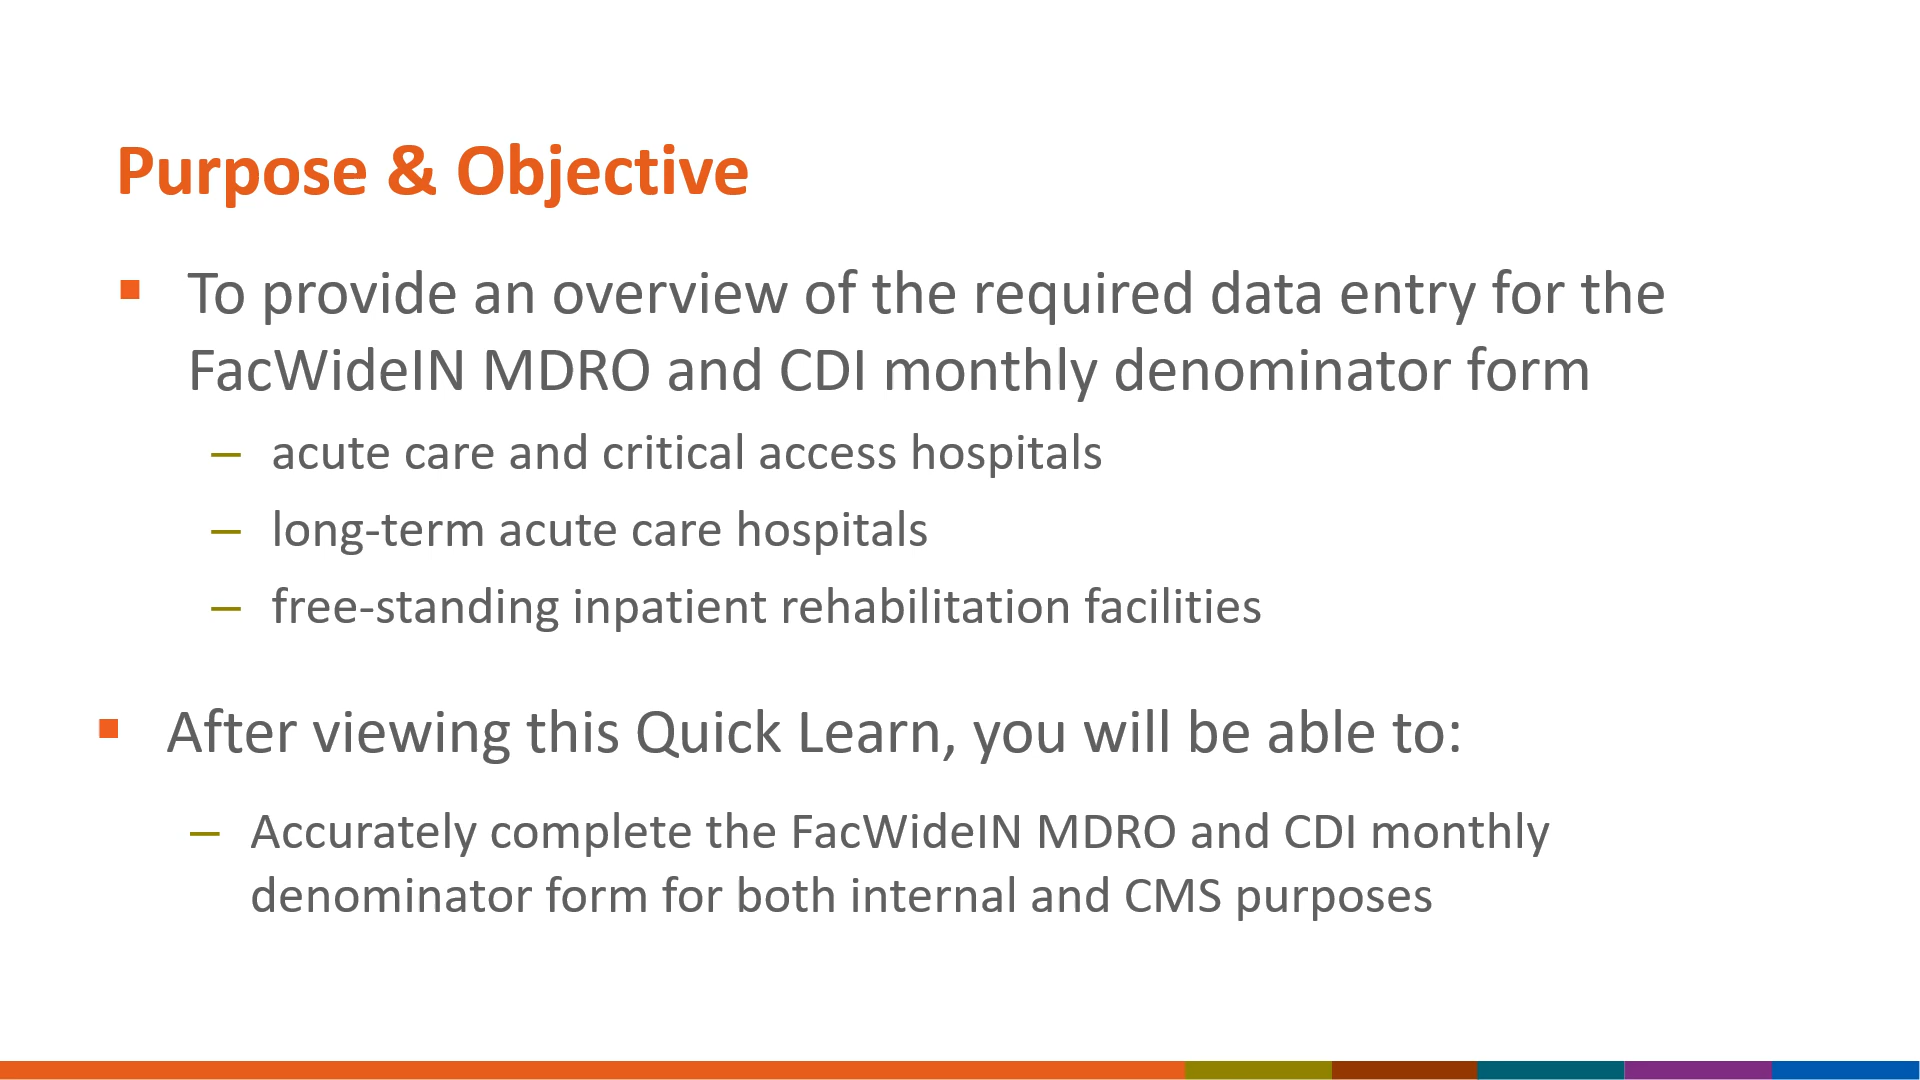 Purpose & Objective
▪ To provide an overview of the required data entry for the
FacWideIN MDRO and CDI monthly denominator form
– acute care and critical access hospitals
– long-term acute care hospitals
– free-standing inpatient rehabilitation facilities
▪ After viewing this Quick Learn, you will be able to:
– Accurately complete the FacWideIN MDRO and CDI monthly
denominator form for both internal and CMS purposes